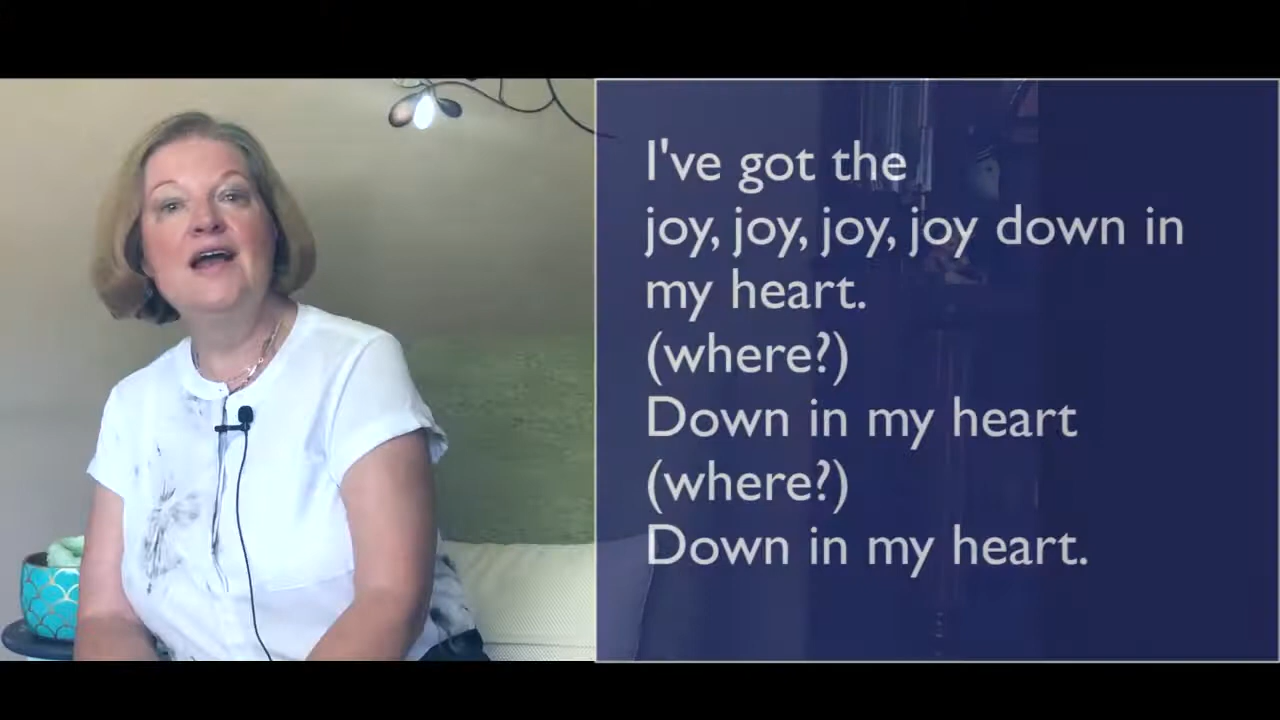 I've got the
joy, joy, joy, joy down in
my heart.
(where?)
Down in my heart
(where?)
Down in my heart.